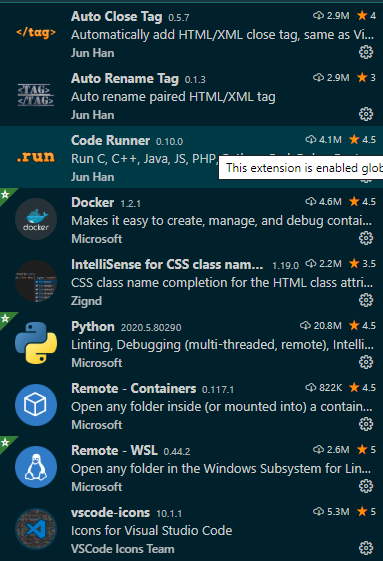 </tag>
Auto Close Tag 0.5.7 2.9M 4
Automatically add HTML/XML close tag, same as Vi...
Jun Han
<TAG>
</TAG>
Auto Rename Tag 0.1.3 2.9M 3
Auto rename paired HTML/XML tag
Jun Han
.run
Code Runner 0.10.0 4.1M 4.5
Run C, C++, Java, JS, PHP,
This extension is enabled glob
Jun Han
docker
Docker 1.2.1 4.6M 4.5
Makes it easy to create, manage, and debug contai...
Microsoft
IntelliSense for CSS class nam... 1.19.0 2.2M 3.5
CSS class name completion for the HTML class attri...
Zignd
Python 2020.5.80290 20.8M 4.5
Linting, Debugging (multi-threaded, remote), Intelli...
Microsoft
Remote - Containers 0.117.1 822K 4.5
Open any folder inside (or mounted into) a contain...
Microsoft
Remote - WSL 0.44.2 2.6M 5
Open any folder in the Windows Subsystem for Lin...
Microsoft
vscode-icons 10.1.1 5.3M 5
Icons for Visual Studio Code
VSCode Icons Team